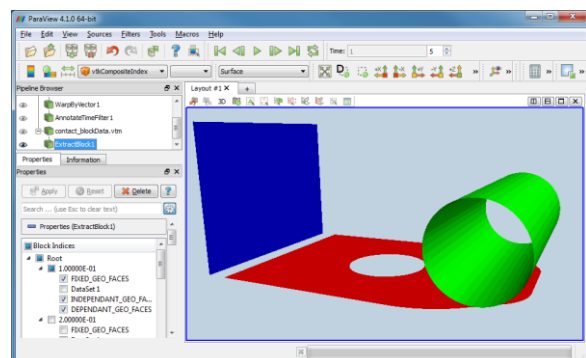 ParaView 4.1.0 64-bit
File Edit View Sources Filters Tools Macros Help
Time: 1 5
vtkCompositeIndex Surface
Pipeline Browser
Layout #1 X +
3D
WarpByVector1
AnnotateTimeFilter1
contact_blockData.vtm
ExtractBlock1
Properties Information
Properties
Apply Reset Delete ?
Search ... (use Esc to clear text)
Properties (ExtractBlock1)
Block Indices
Root
1.00000E-01
FIXED_GEO_FACES
DataSet 1
INDEPENDANT_GEO_FA...
DEPENDANT_GEO_FACES
2.00000E-01
FIXED_GEO_FACES